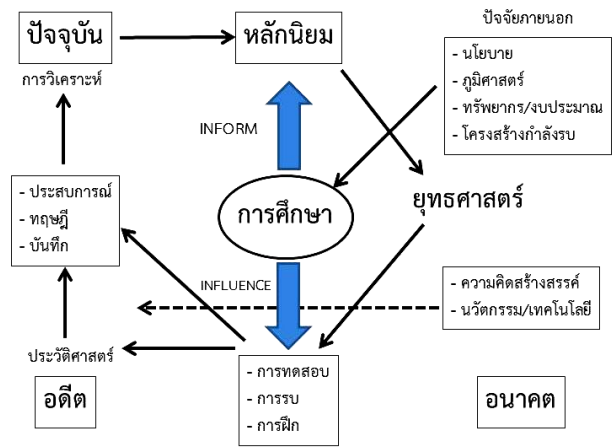 ปัจจุบัน
การวิเคราะห์
หลักนิยม
ปัจจัยภายนอก
- นโยบาย
- ภูมิศาสตร์
- ทรัพยากร/งบประมาณ
- โครงสร้างกำลังรบ
INFORM
- ประสบการณ์
- ทฤษฎี
- บันทึก
การศึกษา
ยุทธศาสตร์
INFLUENCE
- ความคิดสร้างสรรค์
- นวัตกรรม/เทคโนโลยี
ประวัติศาสตร์
อดีต
- การทดสอบ
- การรบ
- การฝึก
อนาคต